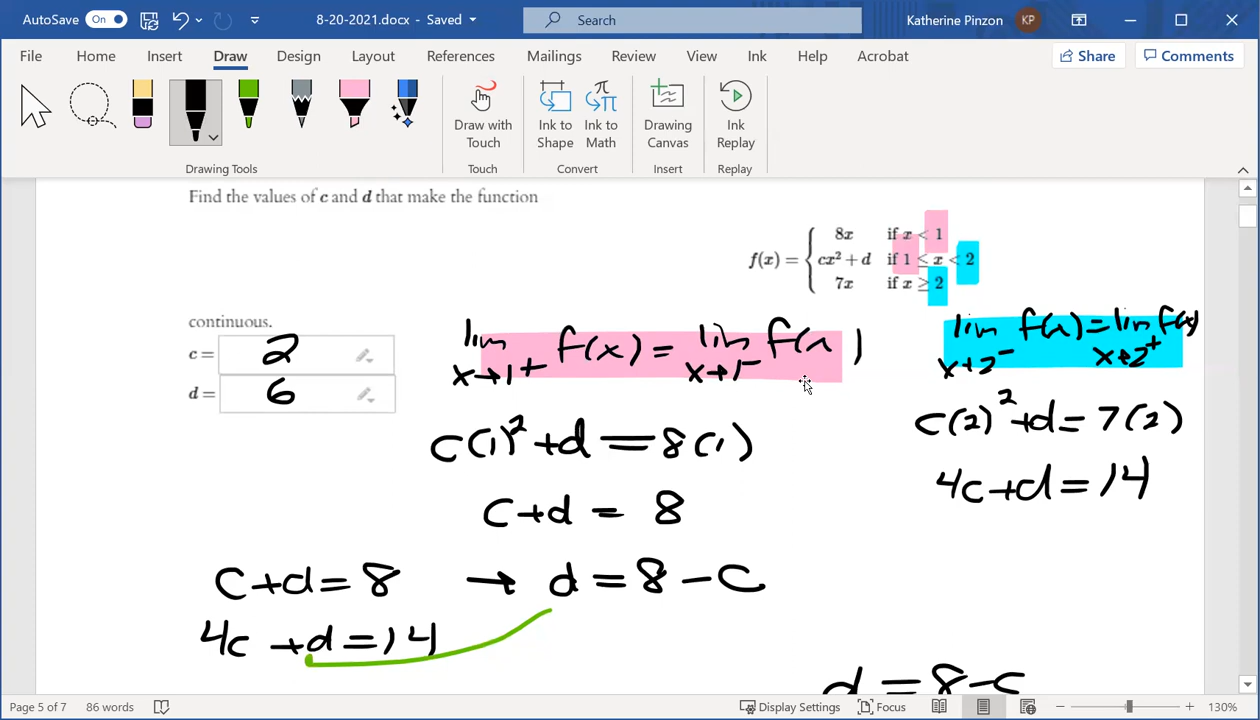 AutoSave On 8-20-2021.docx - Saved Search Katherine Pinzon KP
File Home Insert Draw Design Layout References Mailings Review View Ink Help Acrobat Share Comments
Draw with Touch Ink to Shape Ink to Math Drawing Canvas Ink Replay
Drawing Tools Touch Convert Insert Replay
Find the values of c and d that make the function
f(x) = { 8x if x < 1
cx² + d if 1 ≤ x < 2
7x if x ≥ 2
continuous.
c = 2
d = 6
lim x→1⁺ f(x) = lim x→1⁻ f(x)
c(1)² + d = 8(1)
c + d = 8
lim x→2⁻ f(x) = lim x→2⁺ f(x)
c(2)² + d = 7(2)
4c + d = 14
c + d = 8 → d = 8 - c
4c + d = 14
d = 8 - c
Page 5 of 7 86 words Display Settings Focus 130%